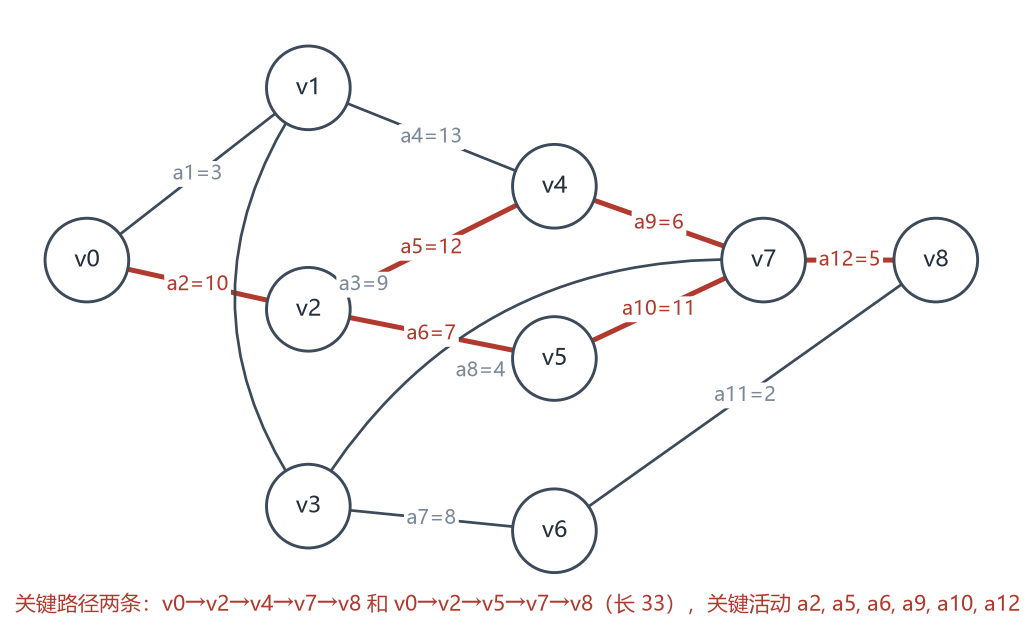 v1
a4=13
a1=3
v4
a9=6
v0
a2=10
a5=12
a3=9
v2
v7
a12=5
v8
a10=11
a6=7
v5
a8=4
a11=2
v3
a7=8
v6
关键路径两条：v0→v2→v4→v7→v8 和 v0→v2→v5→v7→v8（长 33），关键活动 a2, a5, a6, a9, a10, a12